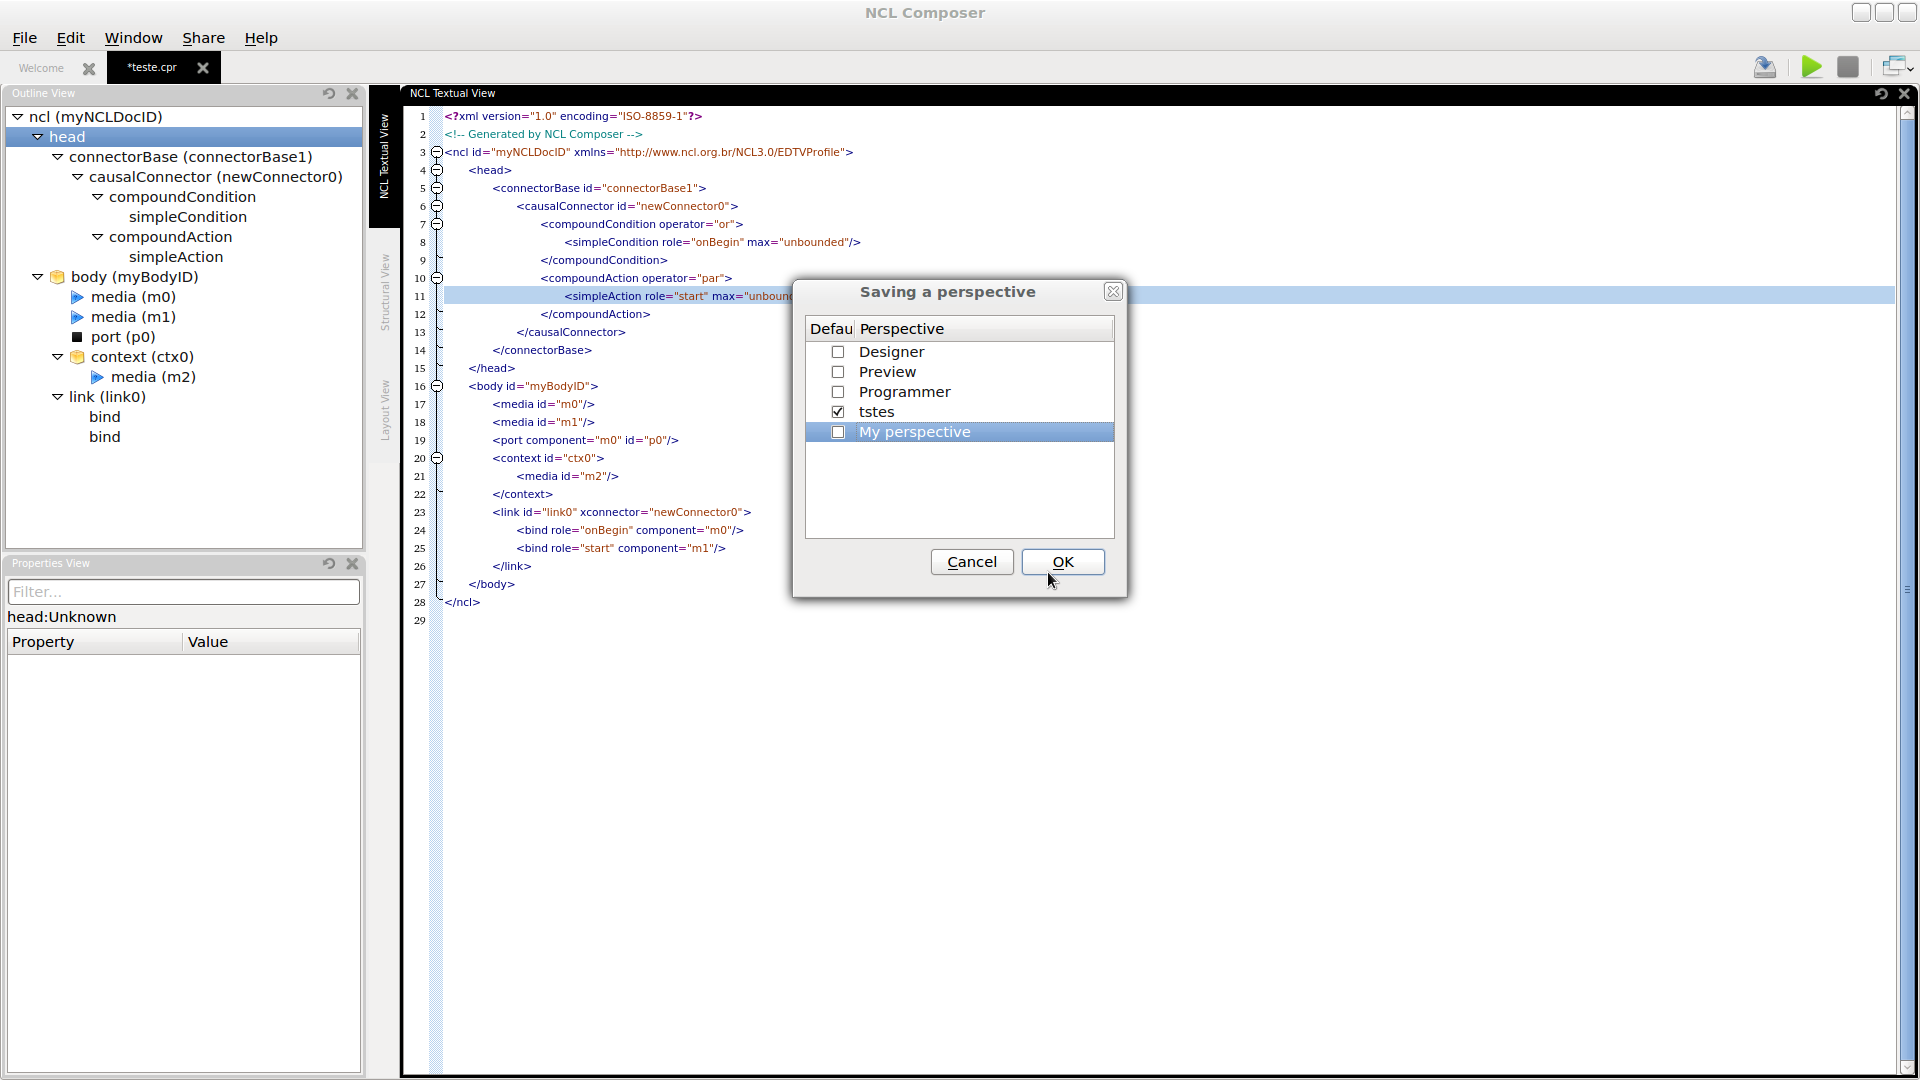 NCL Composer
File Edit Window Share Help
Welcome *teste.cpr
Outline View
ncl (myNCLDocID)
head
connectorBase (connectorBase1)
causalConnector (newConnector0)
compoundCondition
simpleCondition
compoundAction
simpleAction
body (myBodyID)
media (m0)
media (m1)
port (p0)
context (ctx0)
media (m2)
link (link0)
bind
bind
Properties View
Filter...
head:Unknown
Property Value
NCL Textual View
Structural View
Layout View
NCL Textual View
1 <?xml version="1.0" encoding="ISO-8859-1"?>
2 <!-- Generated by NCL Composer -->
3 <ncl id="myNCLDocID" xmlns="http://www.ncl.org.br/NCL3.0/EDTVProfile">
4 <head>
5 <connectorBase id="connectorBase1">
6 <causalConnector id="newConnector0">
7 <compoundCondition operator="or">
8 <simpleCondition role="onBegin" max="unbounded"/>
9 </compoundCondition>
10 <compoundAction operator="par">
11 <simpleAction role="start" max="unboun
12 </compoundAction>
13 </causalConnector>
14 </connectorBase>
15 </head>
16 <body id="myBodyID">
17 <media id="m0"/>
18 <media id="m1"/>
19 <port component="m0" id="p0"/>
20 <context id="ctx0">
21 <media id="m2"/>
22 </context>
23 <link id="link0" xconnector="newConnector0">
24 <bind role="onBegin" component="m0"/>
25 <bind role="start" component="m1"/>
26 </link>
27 </body>
28 </ncl>
29
Saving a perspective
Defau Perspective
Designer
Preview
Programmer
tstes
My perspective
Cancel OK